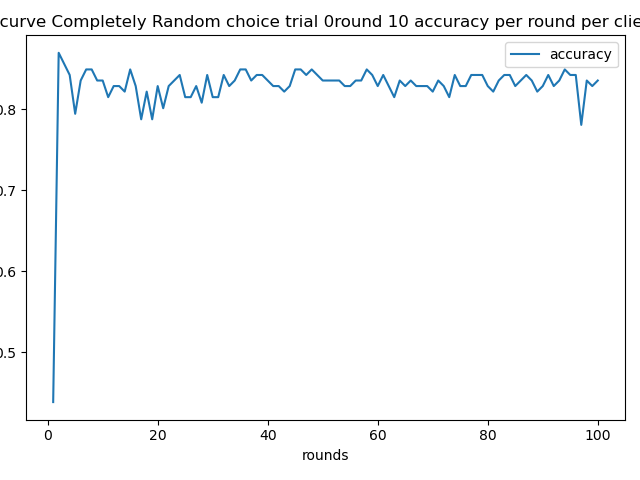 curve Completely Random choice trial 0round 10 accuracy per round per clie
accuracy
0.8
0.7
0.6
0.5
0 20 40 60 80 100
rounds